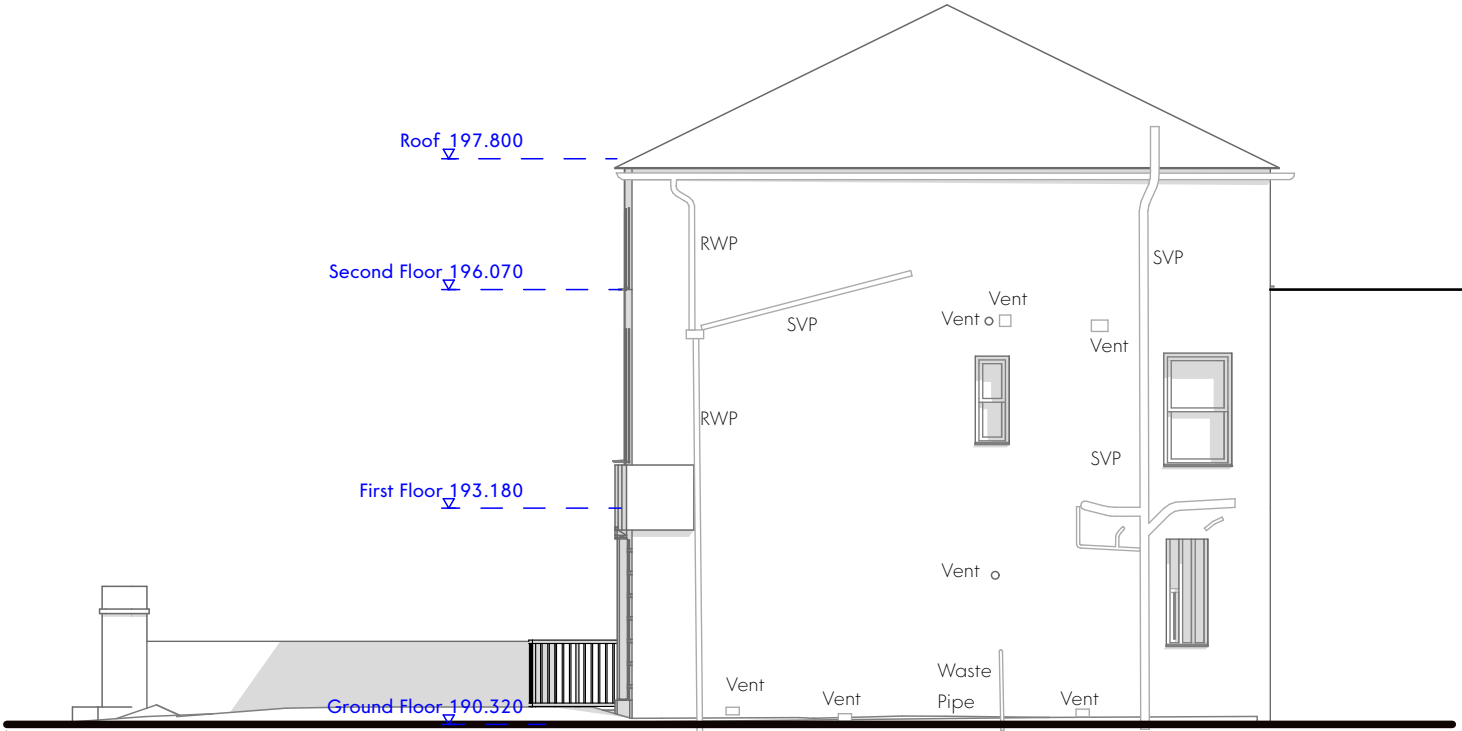 Roof 197.800
RWP
SVP
Second Floor 196.070
Vent
Vent
SVP
Vent
RWP
SVP
First Floor 193.180
Vent
Waste
Pipe
Vent
Vent
Vent
Ground Floor 190.320